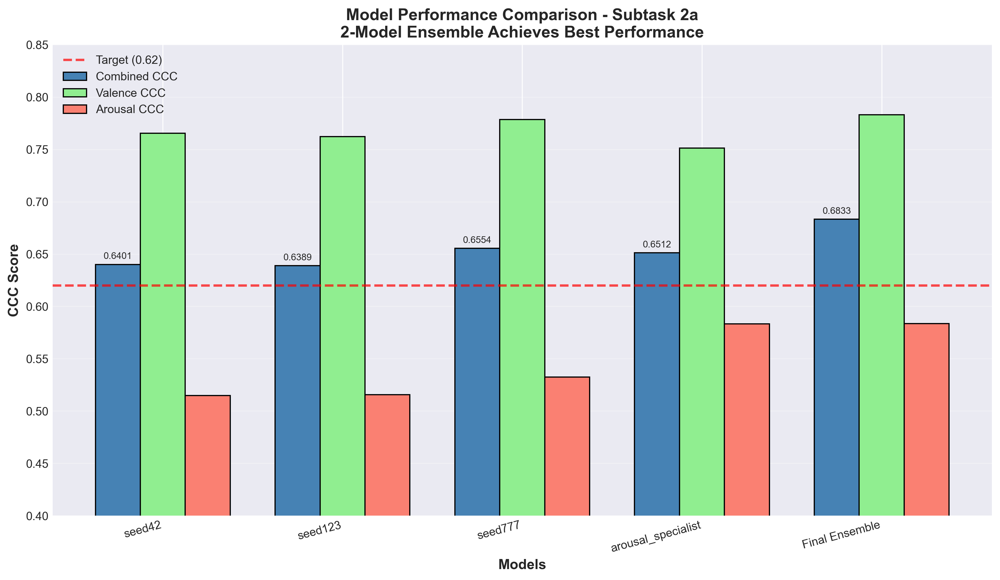 Model Performance Comparison - Subtask 2a
2-Model Ensemble Achieves Best Performance
0.85
0.80
0.75
0.70
0.65
0.60
0.55
0.50
0.45
0.40
CCC Score
Target (0.62)
Combined CCC
Valence CCC
Arousal CCC
0.6401
0.6389
0.6554
0.6512
0.6833
seed42
seed123
seed777
arousal_specialist
Final Ensemble
Models